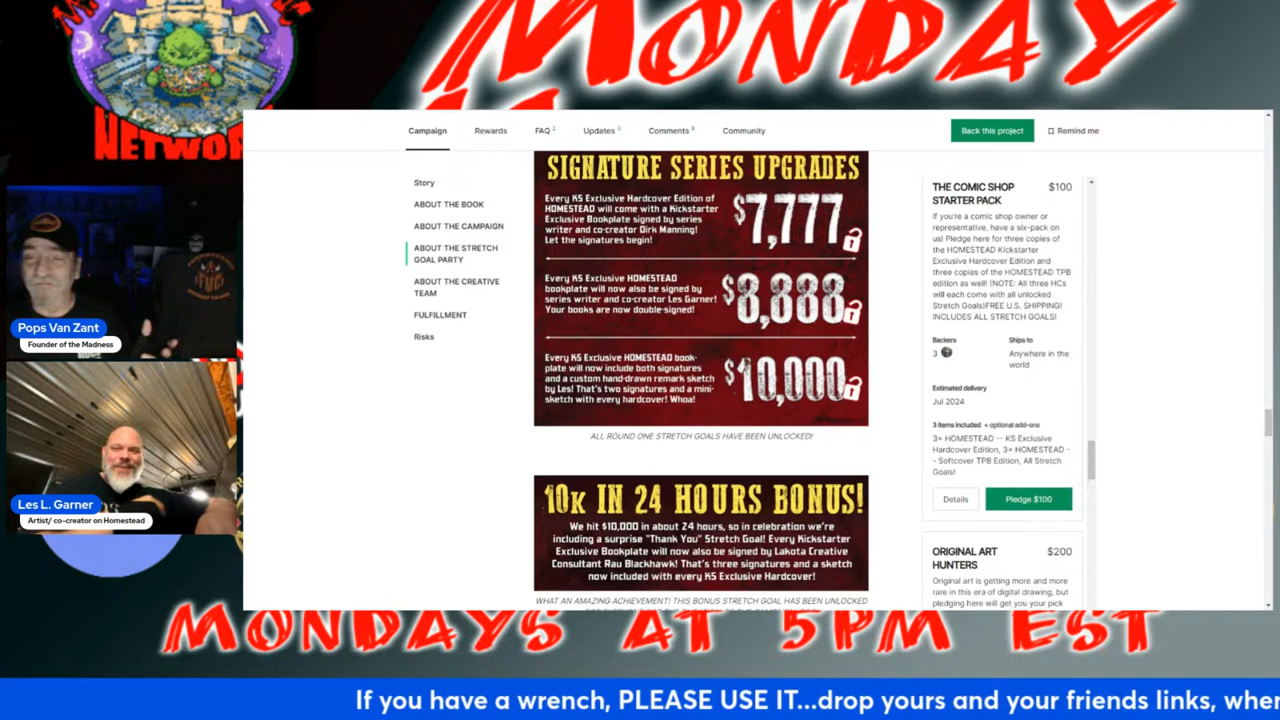 MONDAY
NETWOR
Campaign
Rewards
FAQ 2
Updates 3
Comments 8
Community
Back this project
Remind me
Story
ABOUT THE BOOK
ABOUT THE CAMPAIGN
ABOUT THE STRETCH
GOAL PARTY
ABOUT THE CREATIVE
TEAM
FULFILLMENT
Risks
SIGNATURE SERIES UPGRADES
Every KS Exclusive Hardcover Edition of
HOMESTEAD will come with a Kickstarter
Exclusive Bookplate signed by series
writer and co-creator Dirk Manning!
Let the signatures begin!
$7,777
Every KS Exclusive HOMESTEAD
bookplate will now also be signed by
series writer and co-creator Les Garner!
Your books are now double-signed!
$8,888
Every KS Exclusive HOMESTEAD book-
plate will now include both signatures
and a custom hand-drawn remark sketch
by Les! That's two signatures and a mini-
sketch with every hardcover! Whoa!
$10,000
ALL ROUND ONE STRETCH GOALS HAVE BEEN UNLOCKED!
10K IN 24 HOURS BONUS!
We hit $10,000 in about 24 hours, so in celebration we're
including a surprise "Thank You" Stretch Goal! Every Kickstarter
Exclusive Bookplate will now also be signed by Lakota Creative
Consultant Rau Blackhawk! That's three signatures and a sketch
now included with every KS Exclusive Hardcover!
WHAT AN AMAZING ACHIEVEMENT! THIS BONUS STRETCH GOAL HAS BEEN UNLOCKED
THE COMIC SHOP
STARTER PACK
$100
If you're a comic shop owner or
representative, have a six-pack on
us! Pledge here for three copies of
the HOMESTEAD Kickstarter
Exclusive Hardcover Edition and
three copies of the HOMESTEAD TPB
edition as well! (NOTE: All three HCs
will each come with all unlocked
Stretch Goals)FREE U.S. SHIPPING!
INCLUDES ALL STRETCH GOALS!
Backers
3
Ships to
Anywhere in the
world
Estimated delivery
Jul 2024
3 items included + optional add-ons
3× HOMESTEAD -- KS Exclusive
Hardcover Edition, 3× HOMESTEAD -
- Softcover TPB Edition, All Stretch
Goals!
Details
Pledge $100
ORIGINAL ART
HUNTERS
$200
Original art is getting more and more
rare in this era of digital drawing, but
pledging here will get you your pick
Pops Van Zant
Founder of the Madness
Les L. Garner
Artist/ co-creator on Homestead
MONDAYS AT 5PM EST
If you have a wrench, PLEASE USE IT...drop yours and your friends links, when